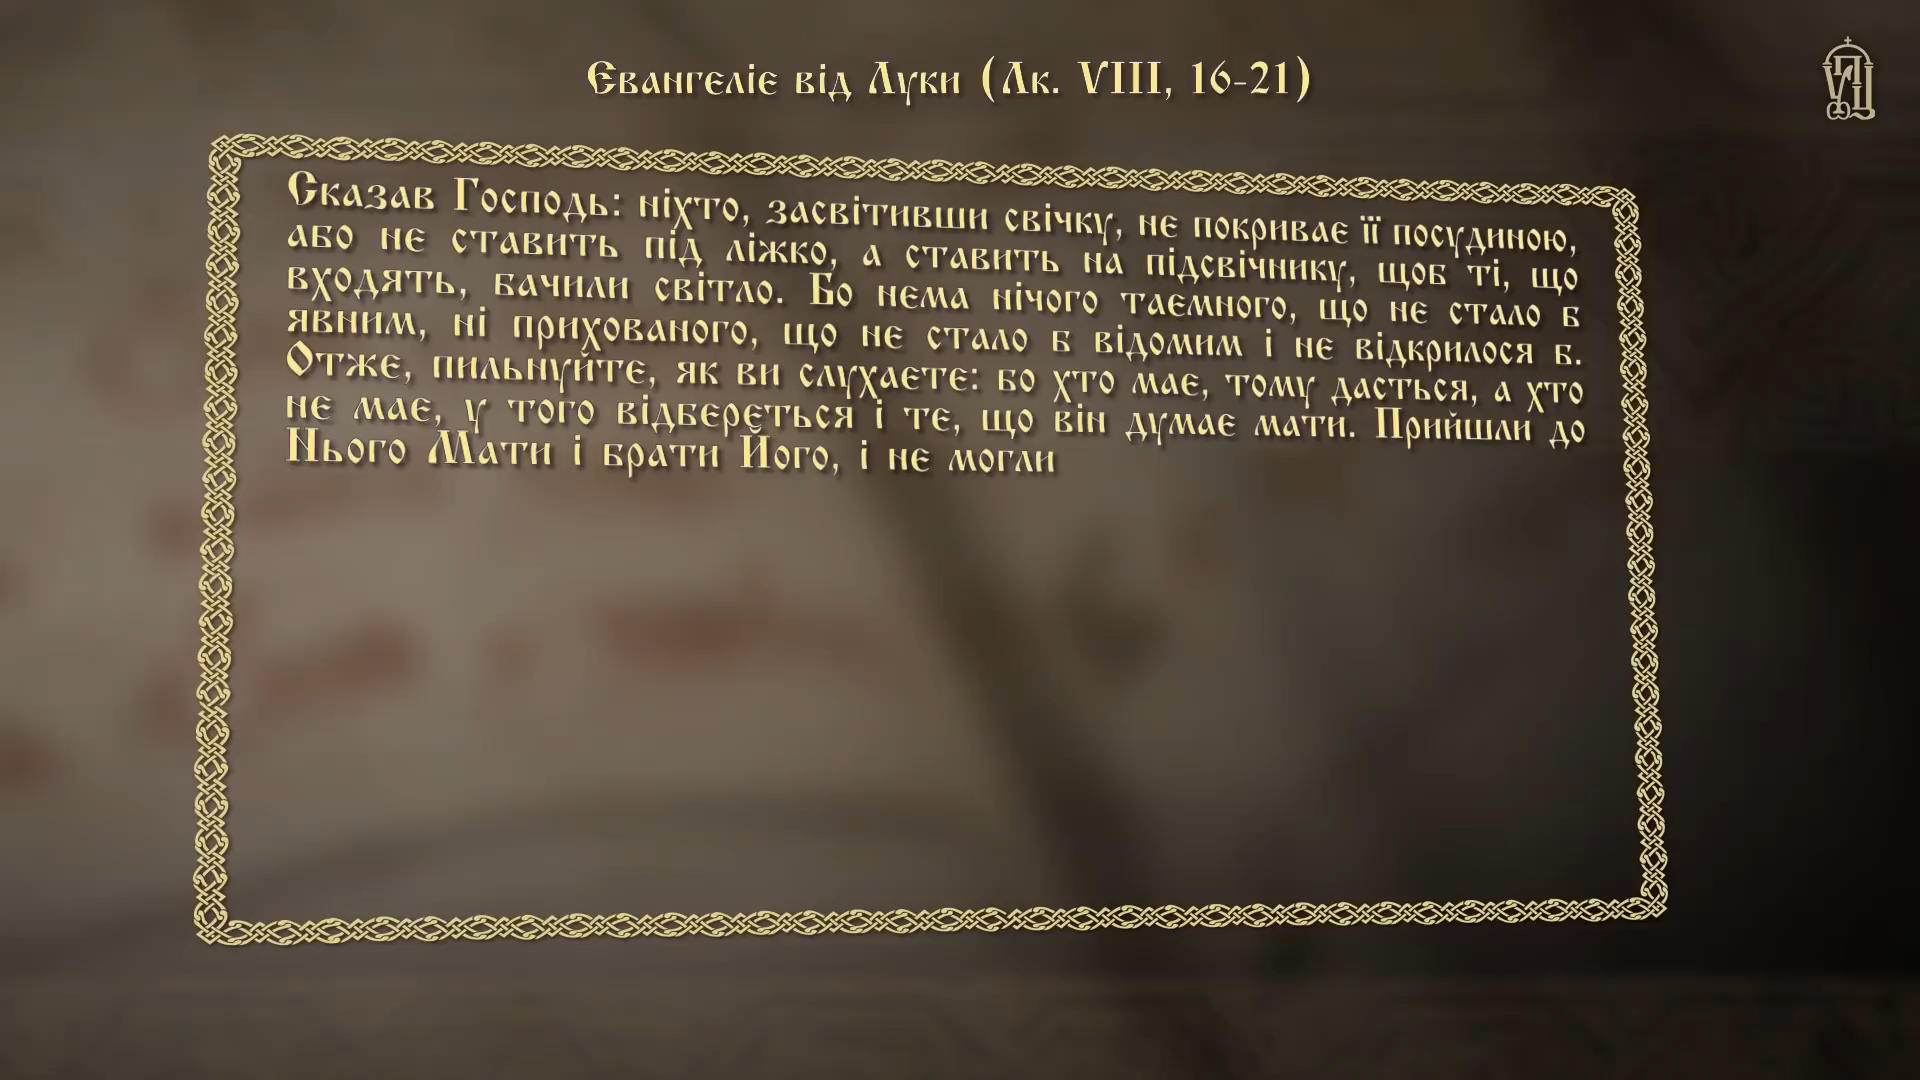 Євангеліє від Луки (Лк. VIII, 16-21)
Сказав Господь: ніхто, засвітивши свічку, не покриває її посудиною,
або не ставить під ліжко, а ставить на підсвічнику, щоб ті, що
входять, бачили світло. Бо нема нічого таємного, що не стало б
явним, ні прихованого, що не стало б відомим і не відкрилося б.
Отже, пильнуйте, як ви слухаєте: бо хто має, тому дасться, а хто
не має, у того відбереться і те, що він думає мати. Прийшли до
Нього Мати і брати Його, і не могли